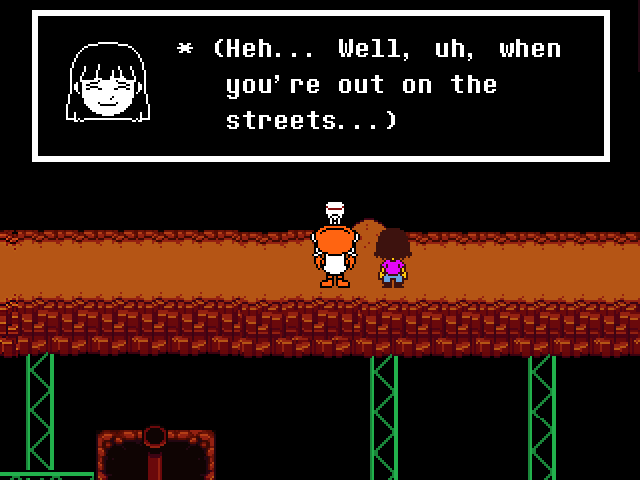 * (Heh... Well, uh, when
you're out on the
streets...)